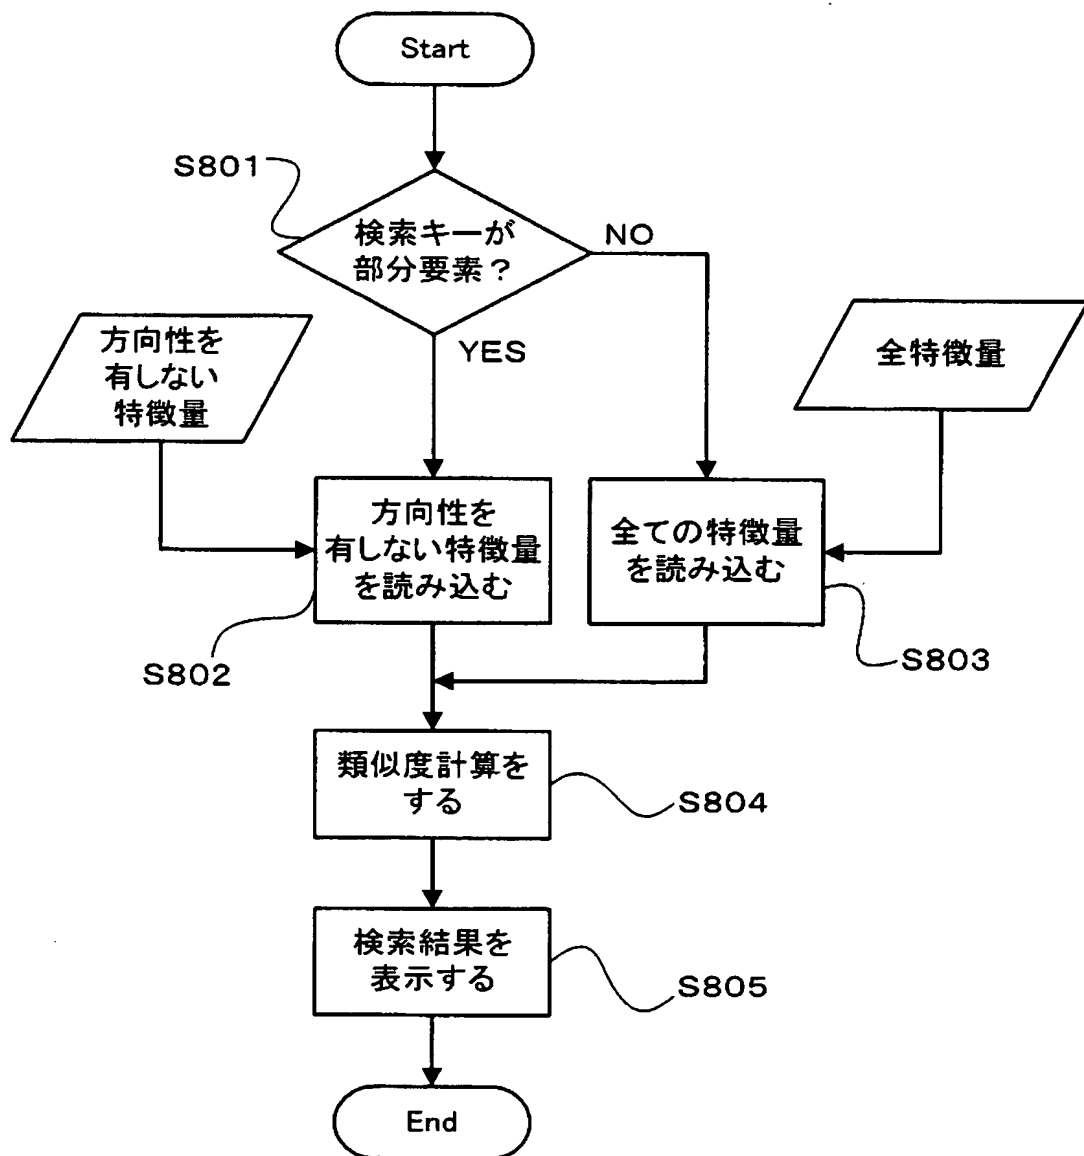 Start
S801
検索キーが
部分要素？
NO
YES
方向性を
有しない
特徴量
全特徴量
方向性を
有しない特徴量
を読み込む
全ての特徴量
を読み込む
S802
S803
類似度計算を
する
S804
検索結果を
表示する
S805
End